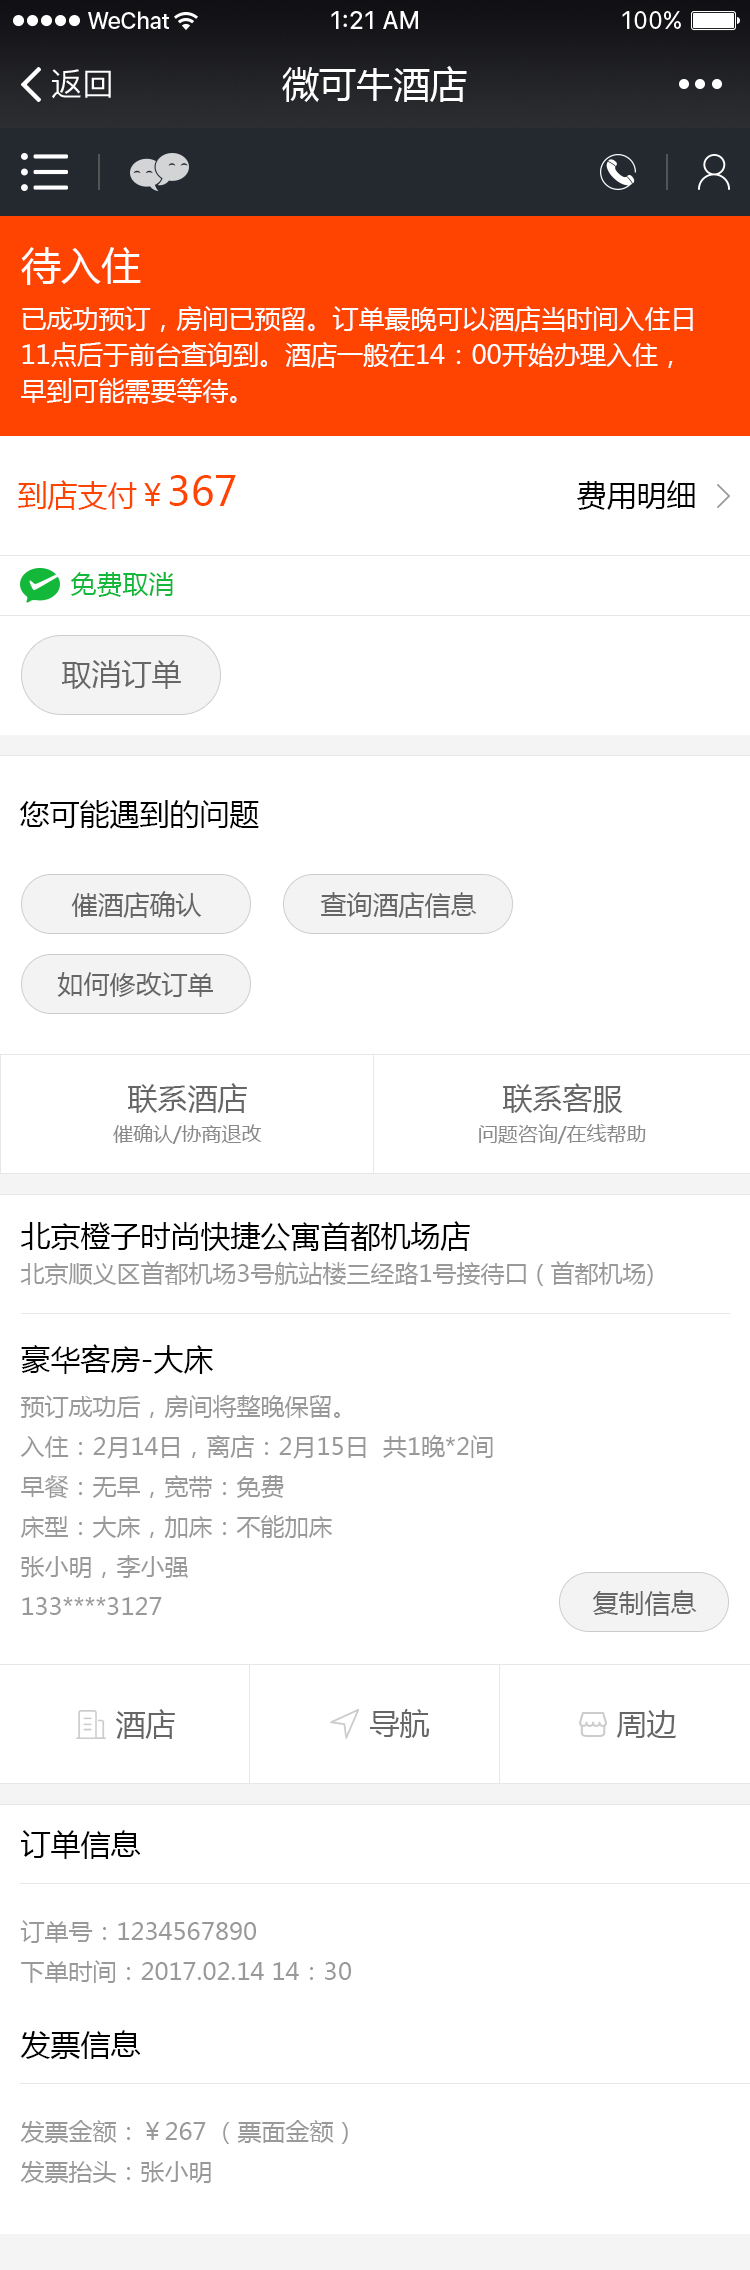 WeChat 1:21 AM 100%
返回 微可牛酒店
待入住
已成功预订，房间已预留。订单最晚可以酒店当时间入住日
11点后于前台查询到。酒店一般在14：00开始办理入住，
早到可能需要等待。
到店支付￥367 费用明细
免费取消
取消订单
您可能遇到的问题
催酒店确认 查询酒店信息
如何修改订单
联系酒店 联系客服
催确认/协商退改 问题咨询/在线帮助
北京橙子时尚快捷公寓首都机场店
北京顺义区首都机场3号航站楼三经路1号接待口（首都机场)
豪华客房-大床
预订成功后，房间将整晚保留。
入住：2月14日，离店：2月15日 共1晚*2间
早餐：无早，宽带：免费
床型：大床，加床：不能加床
张小明，李小强
133****3127
复制信息
酒店 导航 周边
订单信息
订单号：1234567890
下单时间：2017.02.14 14：30
发票信息
发票金额：￥267（票面金额）
发票抬头：张小明